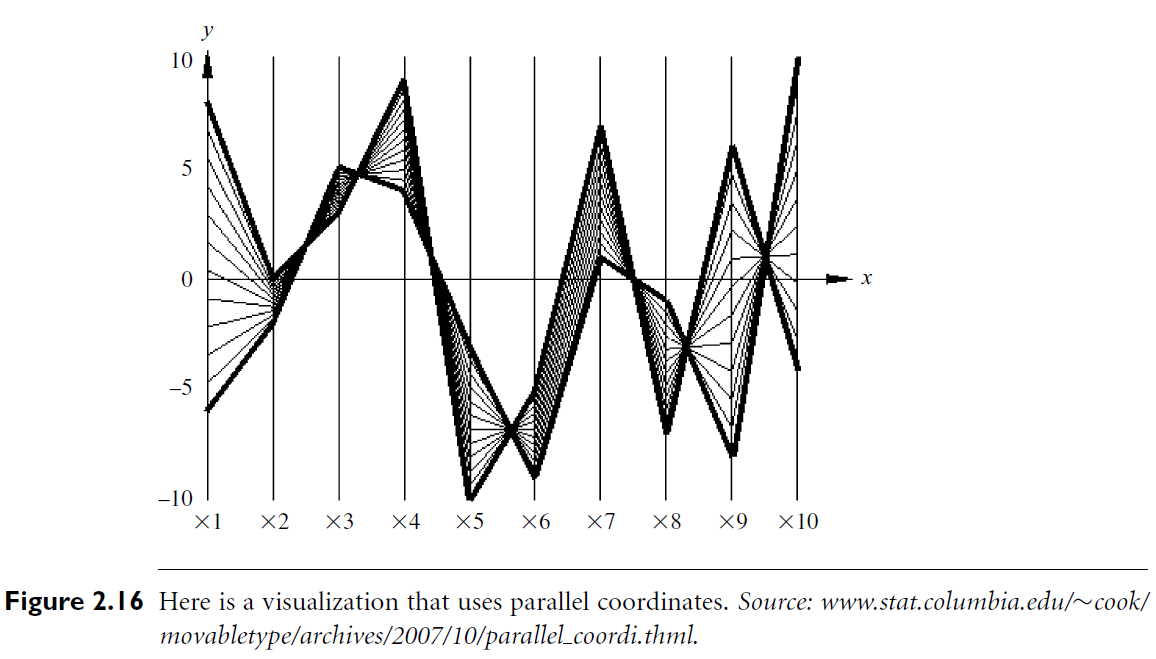 y
10
5
0
x
–5
–10
×1 ×2 ×3 ×4 ×5 ×6 ×7 ×8 ×9 ×10
Figure 2.16 Here is a visualization that uses parallel coordinates. Source: www.stat.columbia.edu/~cook/
movabletype/archives/2007/10/parallel_coordi.thml.